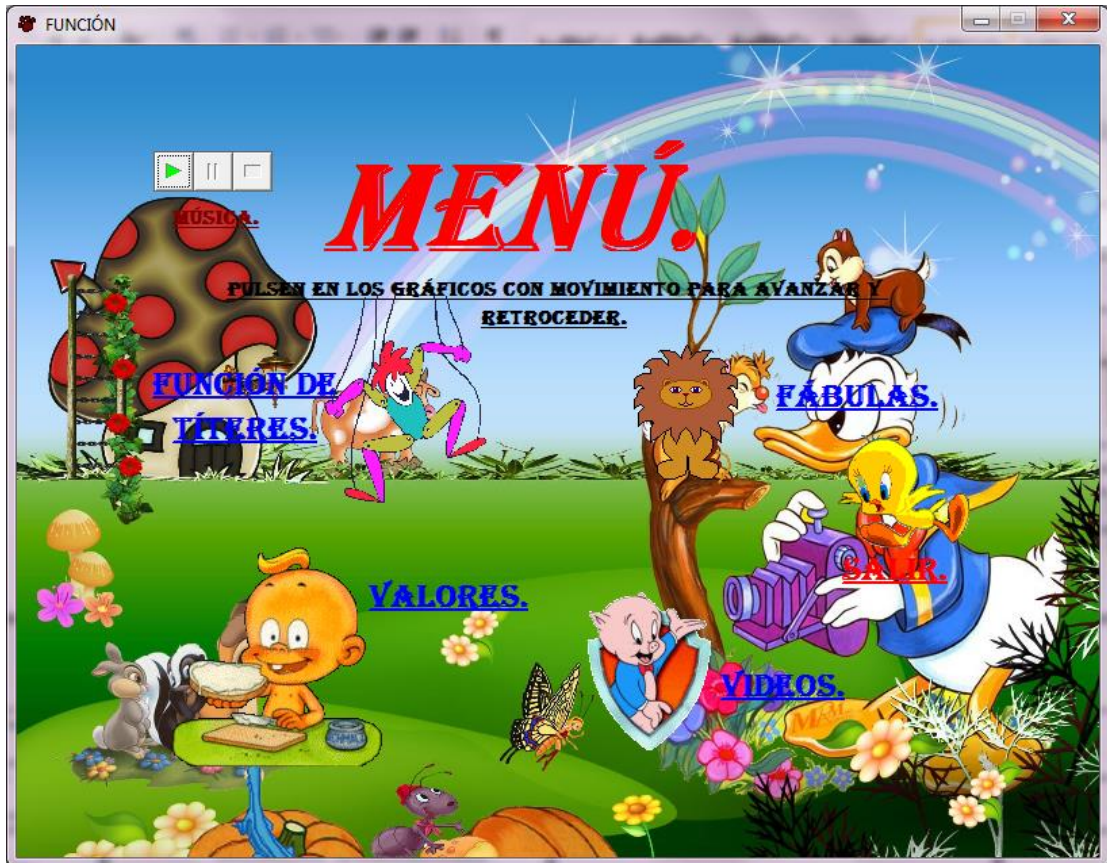 FUNCIÓN
MENÚ.
MÚSICA.
PULSEN EN LOS GRÁFICOS CON MOVIMIENTO PARA AVANZAR Y
RETROCEDER.
FUNCIÓN DE
TÍTERES.
FÁBULAS.
SALIR.
VALORES.
VIDEOS.